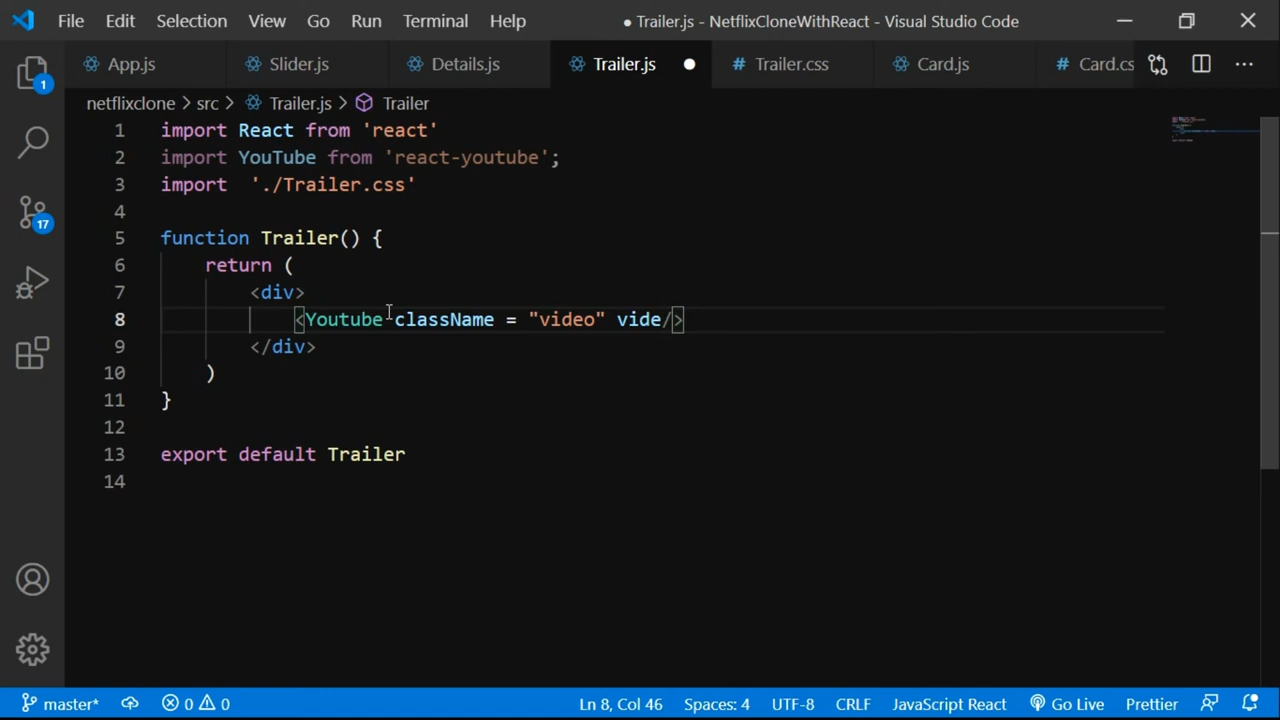 File Edit Selection View Go Run Terminal Help ● Trailer.js - NetflixCloneWithReact - Visual Studio Code
App.js Slider.js Details.js Trailer.js # Trailer.css Card.js # Card.cs
netflixclone > src > Trailer.js > Trailer
1 import React from 'react'
2 import YouTube from 'react-youtube';
3 import  './Trailer.css'
4
5 function Trailer() {
6     return (
7         <div>
8             <Youtube className = "video" vide/>
9         </div>
10     )
11 }
12
13 export default Trailer
14
1
17
master* 0 0 Ln 8, Col 46 Spaces: 4 UTF-8 CRLF JavaScript React Go Live Prettier